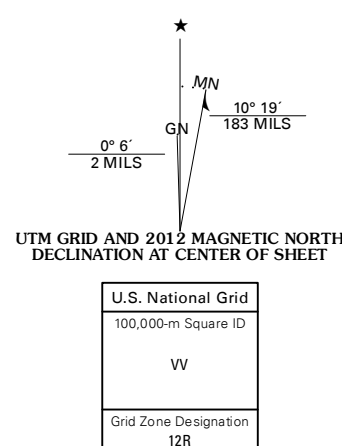 ★
MN
GN
10° 19´
183 MILS
0° 6´
2 MILS
UTM GRID AND 2012 MAGNETIC NORTH
DECLINATION AT CENTER OF SHEET
U.S. National Grid
100,000-m Square ID
VV
Grid Zone Designation
12R